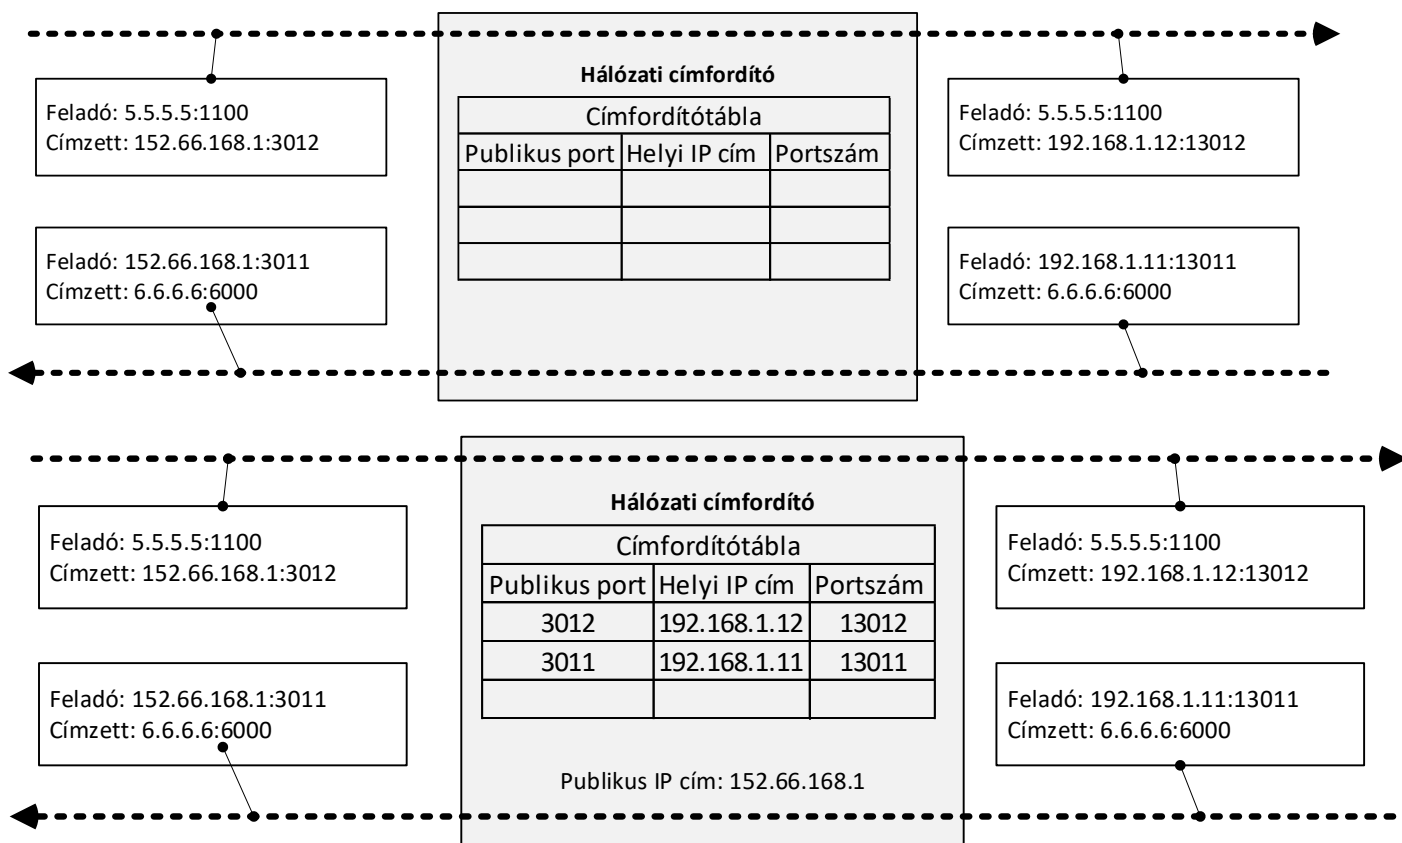 Hálózati címfordító
Feladó: 5.5.5.5:1100
Címzett: 152.66.168.1:3012
Címfordítótábla
Publikus port Helyi IP cím Portszám
Feladó: 5.5.5.5:1100
Címzett: 192.168.1.12:13012
Feladó: 152.66.168.1:3011
Címzett: 6.6.6.6:6000
Feladó: 192.168.1.11:13011
Címzett: 6.6.6.6:6000
Hálózati címfordító
Feladó: 5.5.5.5:1100
Címzett: 152.66.168.1:3012
Címfordítótábla
Publikus port Helyi IP cím Portszám
3012 192.168.1.12 13012
3011 192.168.1.11 13011
Feladó: 5.5.5.5:1100
Címzett: 192.168.1.12:13012
Feladó: 152.66.168.1:3011
Címzett: 6.6.6.6:6000
Publikus IP cím: 152.66.168.1
Feladó: 192.168.1.11:13011
Címzett: 6.6.6.6:6000